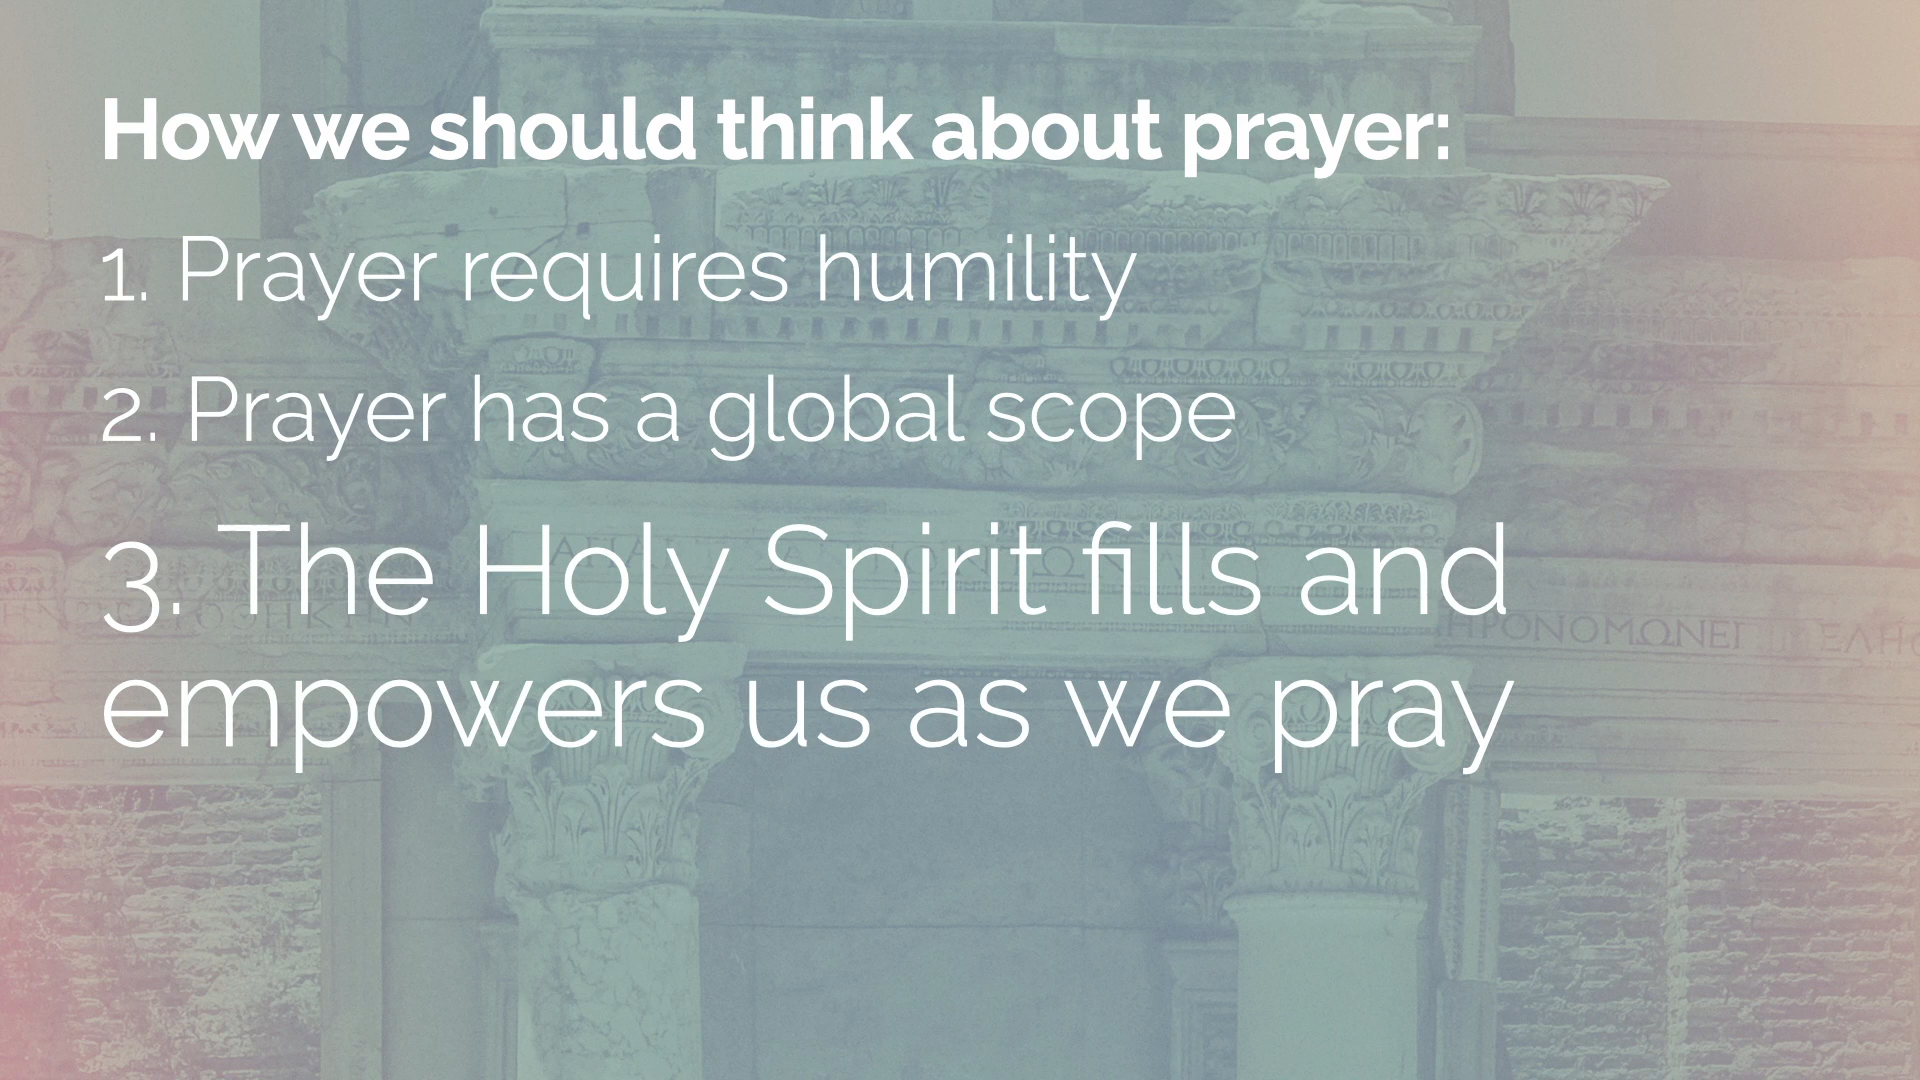 How we should think about prayer:
1. Prayer requires humility
2. Prayer has a global scope
3. The Holy Spirit fills and
empowers us as we pray